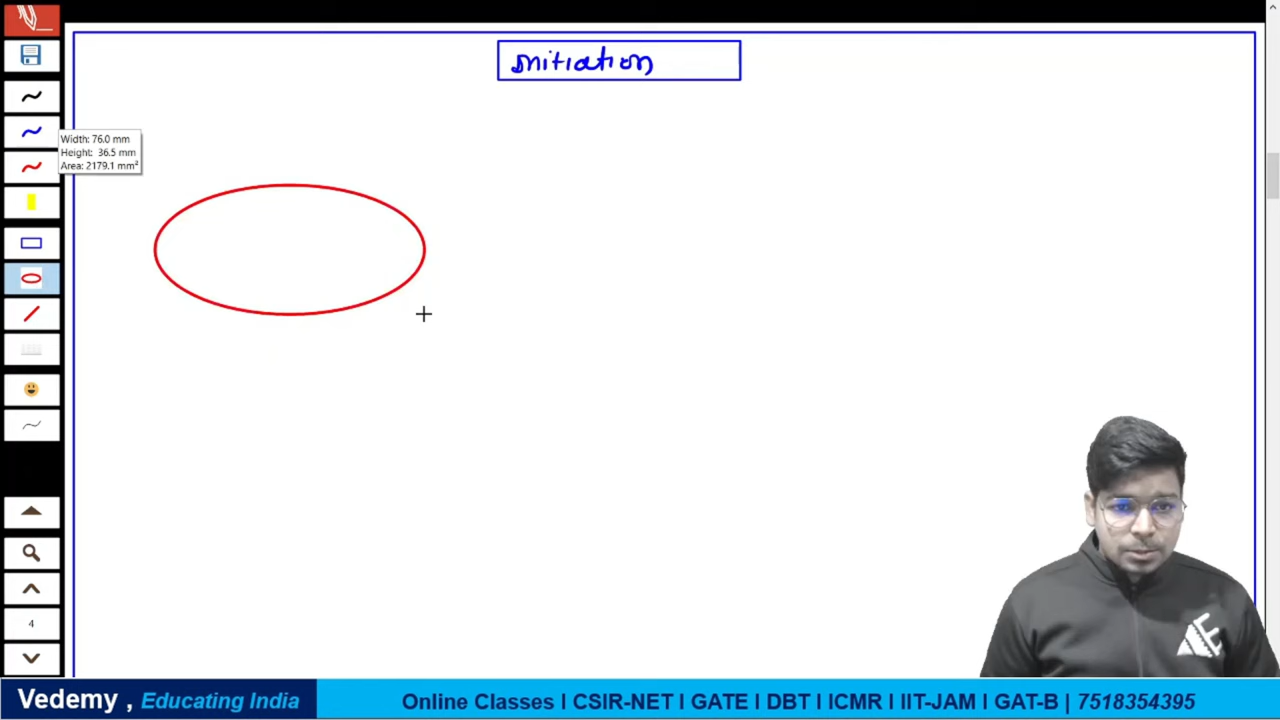 Initiation
Width: 76.0 mm
Height: 36.5 mm
Area: 2179.1 mm²
4
Vedemy , Educating India
Online Classes I CSIR-NET I GATE I DBT I ICMR I IIT-JAM I GAT-B | 7518354395